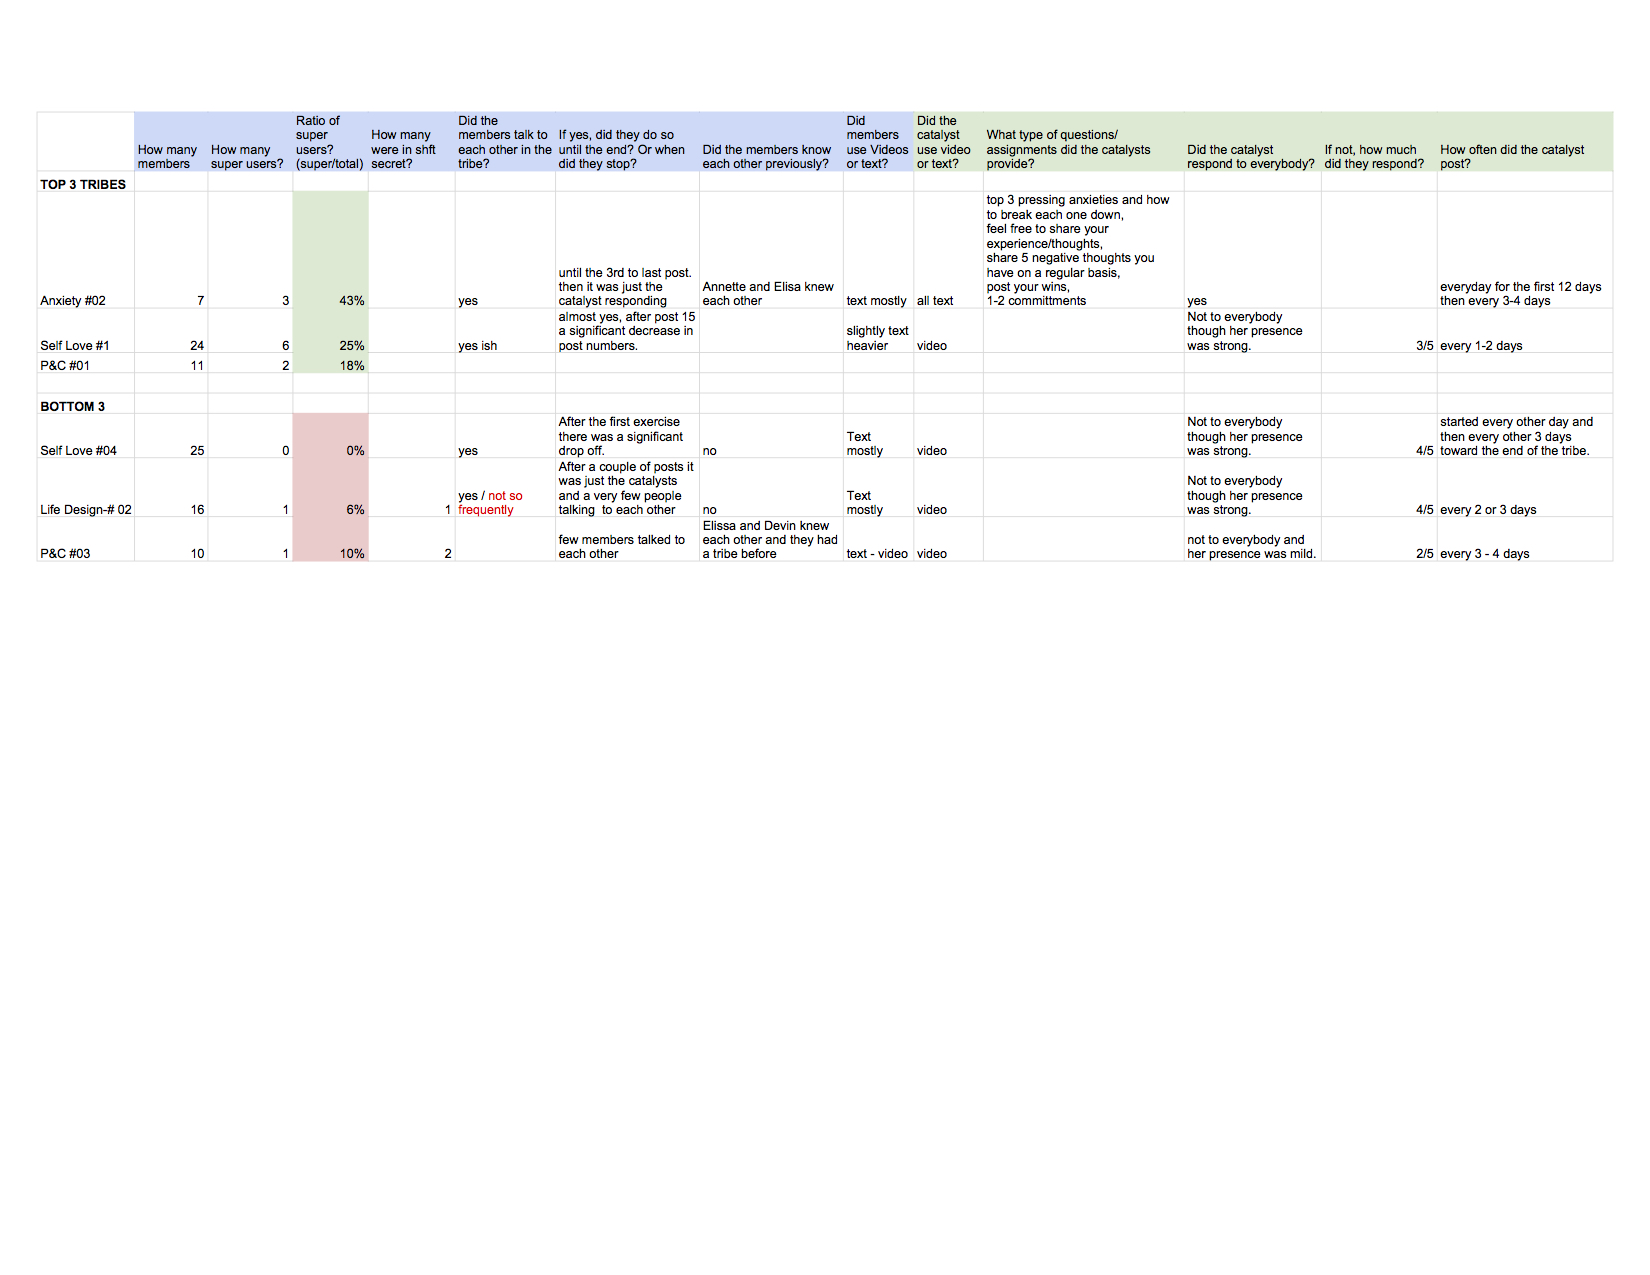 How many
members
How many
super users?
Ratio of
super
users?
(super/total)
How many
were in shft
secret?
Did the
members talk to
each other in the
tribe?
If yes, did they do so
until the end? Or when
did they stop?
Did the members know
each other previously?
Did
members
use Videos
or text?
Did the
catalyst
use video
or text?
What type of questions/
assignments did the catalysts
provide?
Did the catalyst
respond to everybody?
If not, how much
did they respond?
How often did the catalyst
post?
TOP 3 TRIBES
Anxiety #02
7
3
43%
yes
until the 3rd to last post.
then it was just the
catalyst responding
Annette and Elisa knew
each other
text mostly
all text
top 3 pressing anxieties and how
to break each one down,
feel free to share your
experience/thoughts,
share 5 negative thoughts you
have on a regular basis,
post your wins,
1-2 committments
yes
everyday for the first 12 days
then every 3-4 days
Self Love #1
24
6
25%
yes ish
almost yes, after post 15
a significant decrease in
post numbers.
slightly text
heavier
video
Not to everybody
though her presence
was strong.
3/5
every 1-2 days
P&C #01
11
2
18%
BOTTOM 3
Self Love #04
25
0
0%
yes
After the first exercise
there was a significant
drop off.
no
Text
mostly
video
Not to everybody
though her presence
was strong.
4/5
started every other day and
then every other 3 days
toward the end of the tribe.
Life Design-# 02
16
1
6%
1
yes / not so
frequently
After a couple of posts it
was just the catalysts
and a very few people
talking to each other
no
Text
mostly
video
Not to everybody
though her presence
was strong.
4/5
every 2 or 3 days
P&C #03
10
1
10%
2
few members talked to
each other
Elissa and Devin knew
each other and they had
a tribe before
text - video
video
not to everybody and
her presence was mild.
2/5
every 3 - 4 days